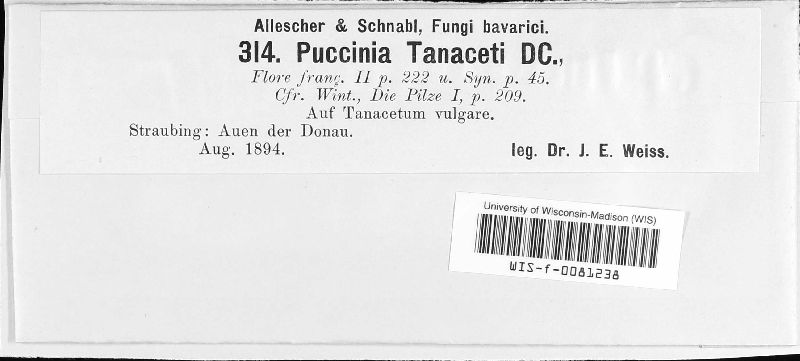 Allescher & Schnabl, Fungi bavarici.
314. Puccinia Tanaceti DC.,
Flore franç. II p. 222 u. Syn. p. 45.
Cfr. Wint., Die Pilze I, p. 209.
Auf Tanacetum vulgare.
Straubing: Auen der Donau.
Aug. 1894. leg. Dr. J. E. Weiss.
University of Wisconsin-Madison (WIS)
WIS-f-0081238